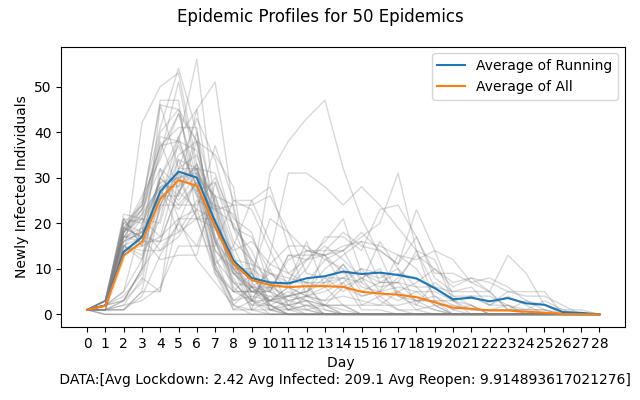 Epidemic Profiles for 50 Epidemics
Newly Infected Individuals
50
40
30
20
10
0
Average of Running
Average of All
0 1 2 3 4 5 6 7 8 9 10 11 12 13 14 15 16 17 18 19 20 21 22 23 24 25 26 27 28
Day
DATA:[Avg Lockdown: 2.42 Avg Infected: 209.1 Avg Reopen: 9.914893617021276]